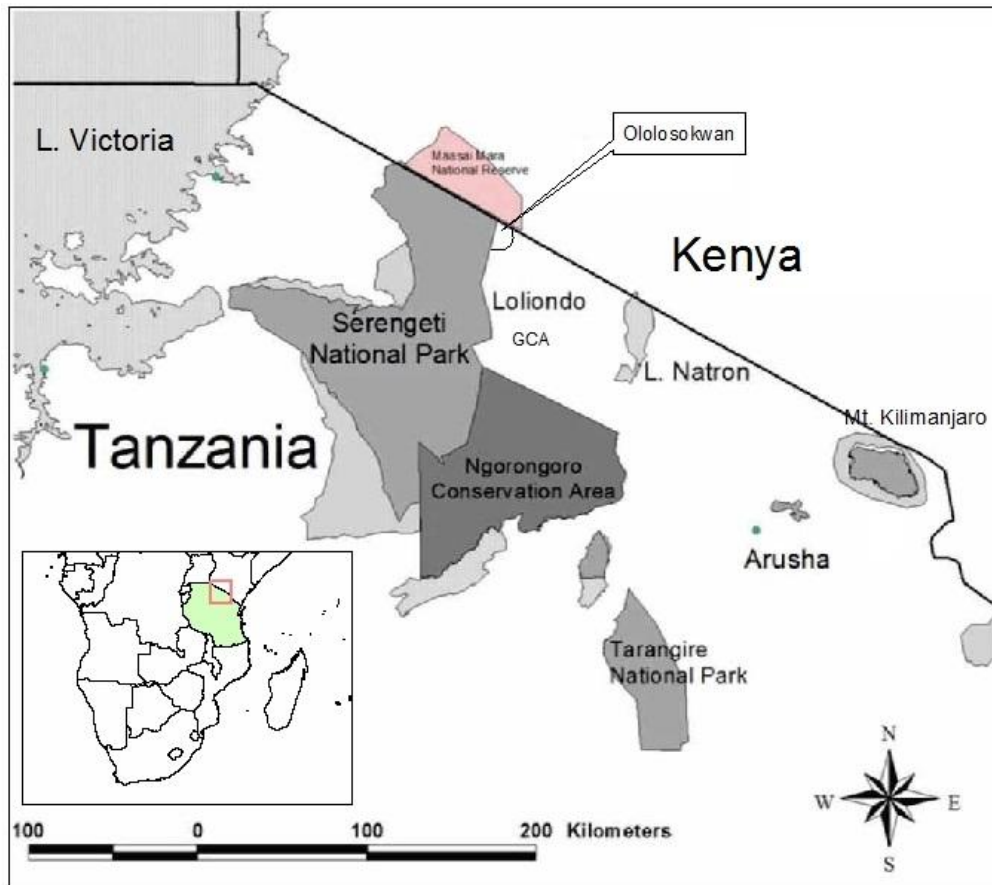 L. Victoria
Ololosokwan
Maasai Mara
National Reserve
Kenya
Loliondo
GCA
Serengeti
National Park
L. Natron
Mt. Kilimanjaro
Tanzania
Ngorongoro
Conservation Area
Arusha
Tarangire
National Park
N
W
E
S
100
0
100
200
Kilometers